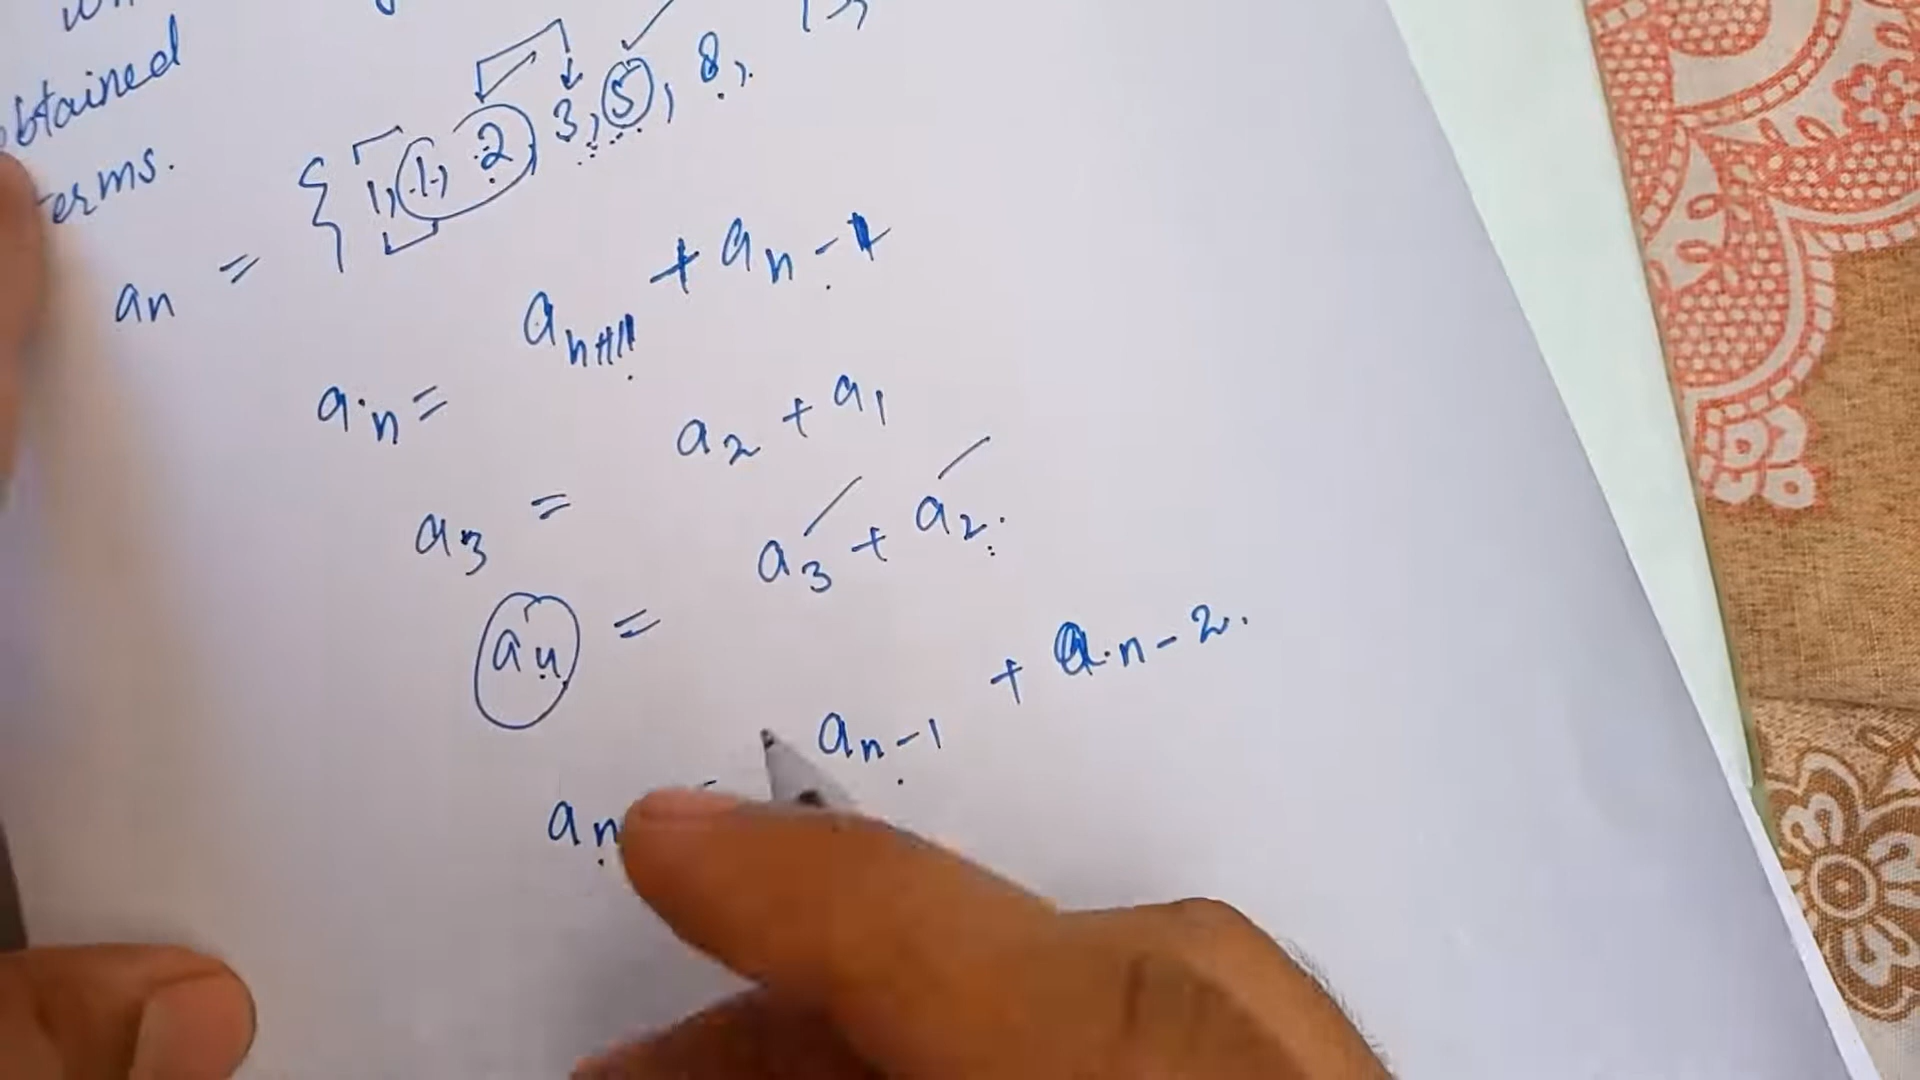 obtained
terms.
an = { 1, 1, 2, 3, 5, 8,
an = an+1 + an-1
a3 = a2 + a1
a4 = a3 + a2.
an = an-1 + an-2.